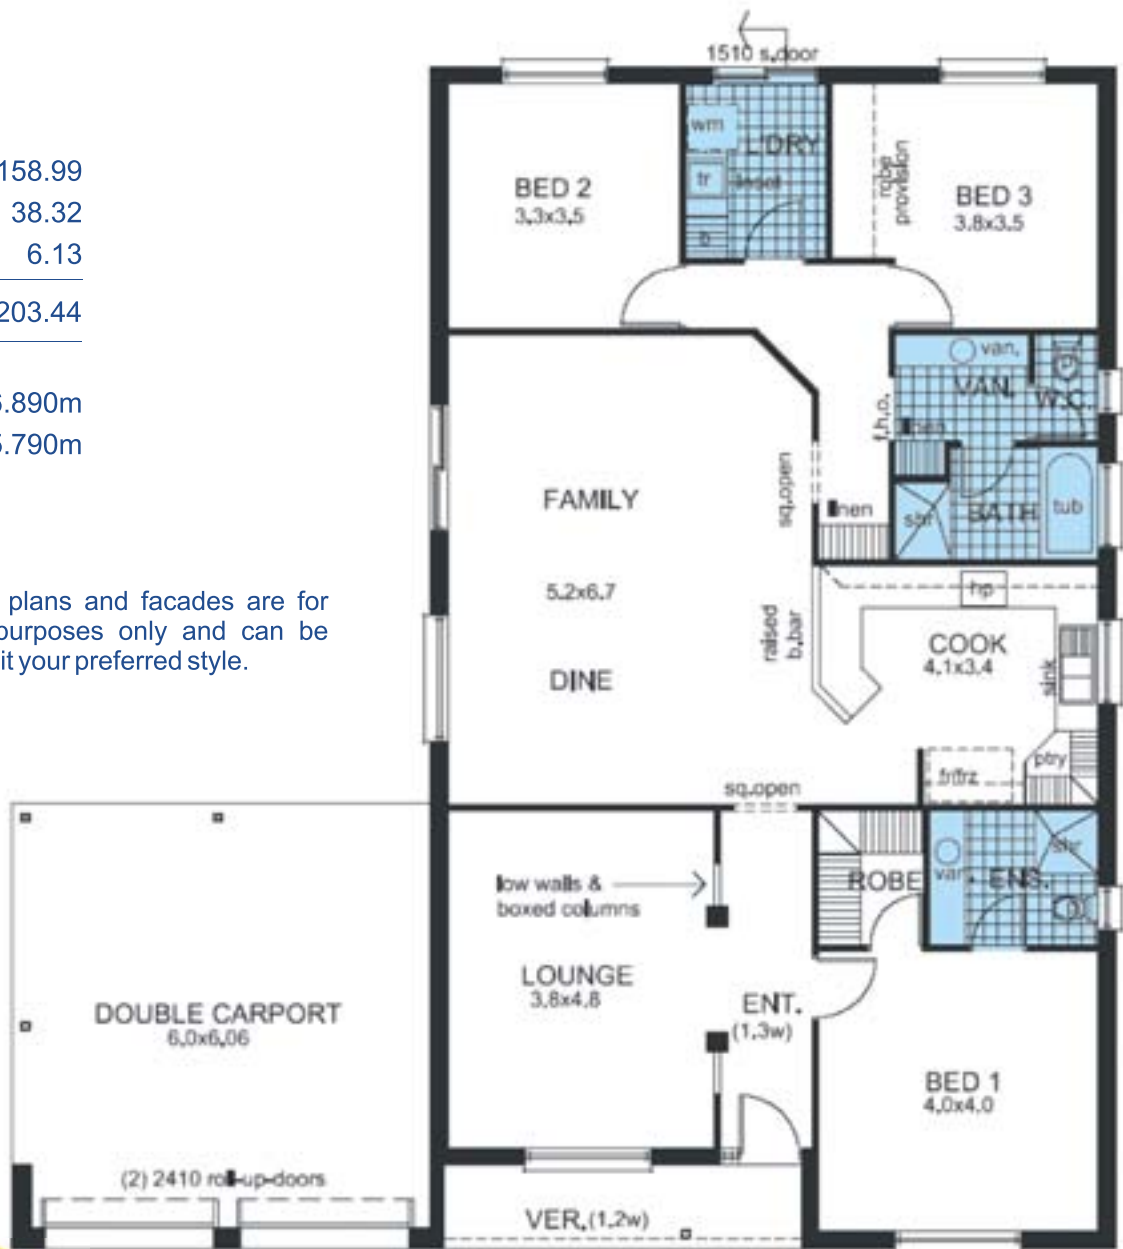 158.99
38.32
6.13
203.44
.890m
.790m
plans and facades are for
purposes only and can be
it your preferred style.
1510 s.door
wm
L'DRY
tr
inset
b
BED 2
3.3x3.5
robe
provision
BED 3
3.8x3.5
van.
VAN.
W.C.
f.h.o.
linen
sq.open
linen
shr
BATH
tub
FAMILY
5.2x6.7
DINE
raised
b.bar
hp
COOK
4.1x3.4
sink
ptry
fr/frz
sq.open
low walls &
boxed columns
ROBE
van.
ENS.
shr
LOUNGE
3.8x4.8
ENT.
(1.3w)
DOUBLE CARPORT
6.0x6.06
BED 1
4.0x4.0
(2) 2410 roll-up-doors
VER.(1.2w)